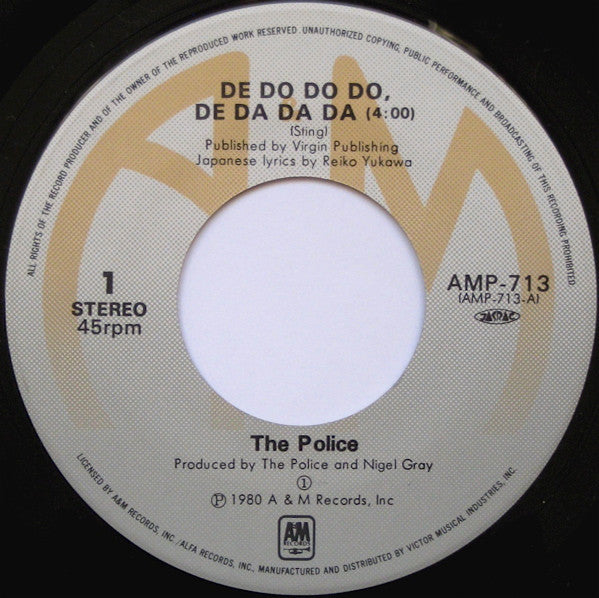 ALL RIGHTS OF THE RECORD PRODUCER AND OF THE OWNER OF THE REPRODUCED WORK RESERVED. UNAUTHORIZED COPYING, PUBLIC PERFORMANCE AND BROADCASTING OF THIS RECORDING PROHIBITED.
DE DO DO DO,
DE DA DA DA (4:00)
(Sting)
Published by Virgin Publishing
Japanese lyrics by Reiko Yukawa
1
STEREO
45rpm
AMP-713
(AMP-713-A)
JASRAC
The Police
Produced by The Police and Nigel Gray
①
Ⓟ 1980 A & M Records, Inc
AM
RECORDS
LICENSED BY A&M RECORDS, INC./ALFA RECORDS, INC., MANUFACTURED AND DISTRIBUTED BY VICTOR MUSICAL INDUSTRIES, INC.